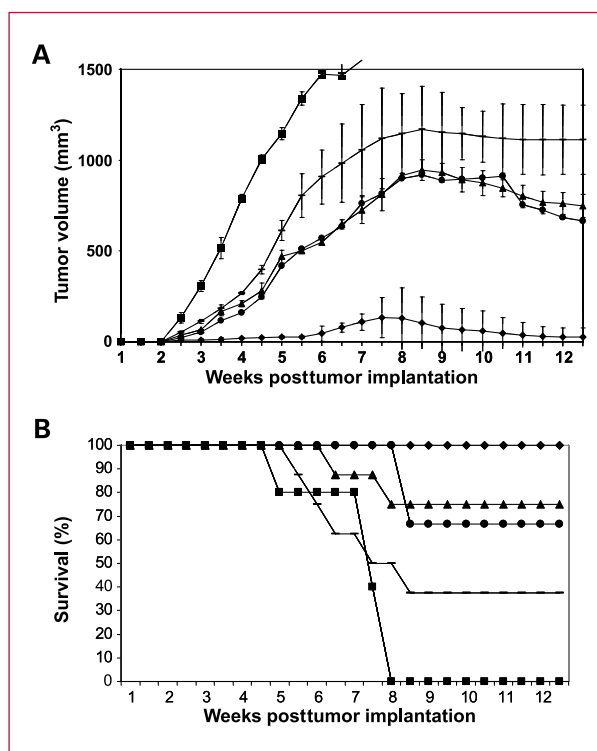 A
1500
1000
500
0
Tumor volume (mm³)
1 2 3 4 5 6 7 8 9 10 11 12
Weeks posttumor implantation
B
100
90
80
70
60
50
40
30
20
10
0
Survival (%)
1 2 3 4 5 6 7 8 9 10 11 12
Weeks posttumor implantation